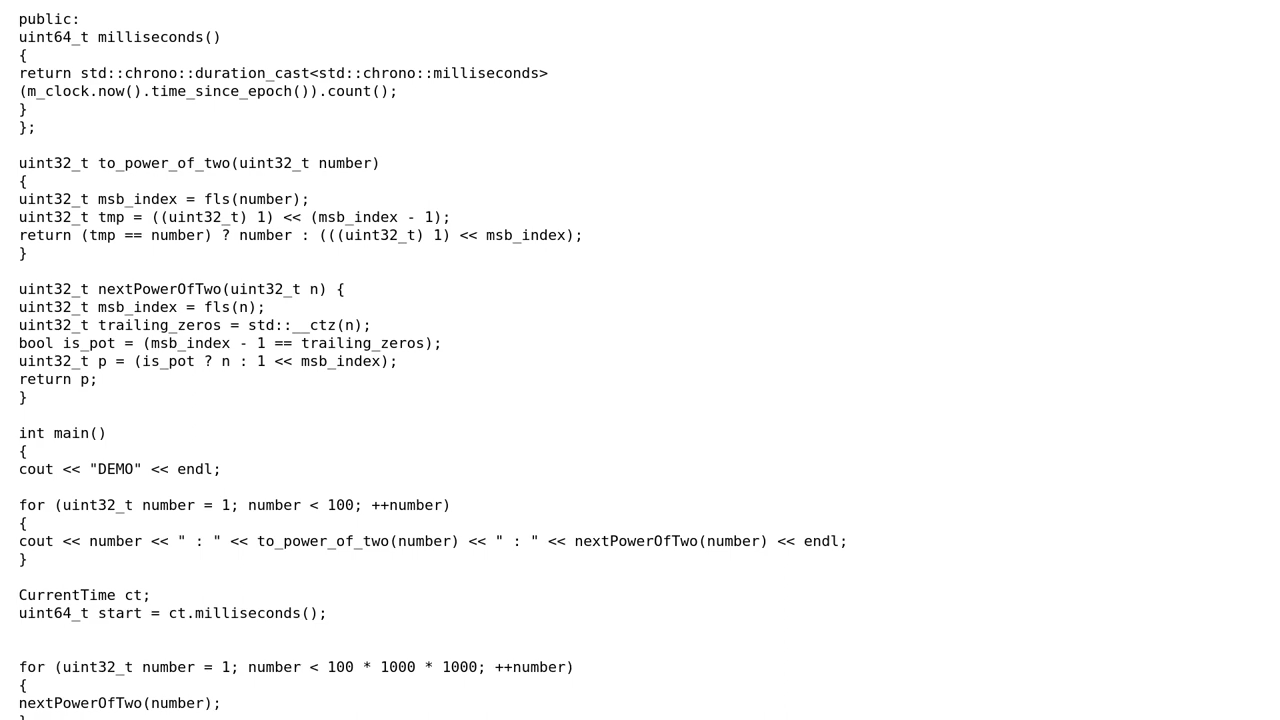 public:
uint64_t milliseconds()
{
return std::chrono::duration_cast<std::chrono::milliseconds>
(m_clock.now().time_since_epoch()).count();
}
};
uint32_t to_power_of_two(uint32_t number)
{
uint32_t msb_index = fls(number);
uint32_t tmp = ((uint32_t) 1) << (msb_index - 1);
return (tmp == number) ? number : (((uint32_t) 1) << msb_index);
}
uint32_t nextPowerOfTwo(uint32_t n) {
uint32_t msb_index = fls(n);
uint32_t trailing_zeros = std::__ctz(n);
bool is_pot = (msb_index - 1 == trailing_zeros);
uint32_t p = (is_pot ? n : 1 << msb_index);
return p;
}
int main()
{
cout << "DEMO" << endl;
for (uint32_t number = 1; number < 100; ++number)
{
cout << number << " : " << to_power_of_two(number) << " : " << nextPowerOfTwo(number) << endl;
}
CurrentTime ct;
uint64_t start = ct.milliseconds();
for (uint32_t number = 1; number < 100 * 1000 * 1000; ++number)
{
nextPowerOfTwo(number);
}